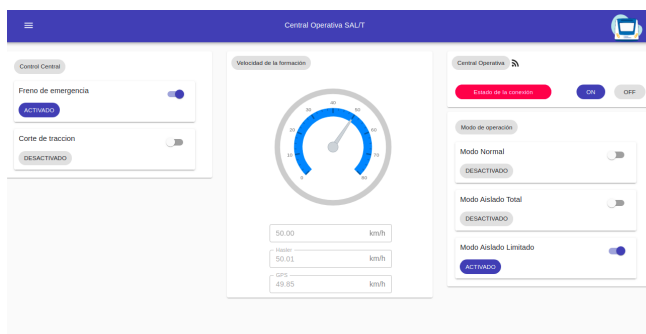 Central Operativa SAL/T
Control Central
Freno de emergencia
ACTIVADO
Corte de traccion
DESACTIVADO
Velocidad de la formación
0
10
20
30
40
50
60
70
80
50.00 km/h
Master
50.01 km/h
GPS
49.85 km/h
Central Operativa
Estado de la conexión
ON
OFF
Modo de operación
Modo Normal
DESACTIVADO
Modo Aislado Total
DESACTIVADO
Modo Aislado Limitado
ACTIVADO